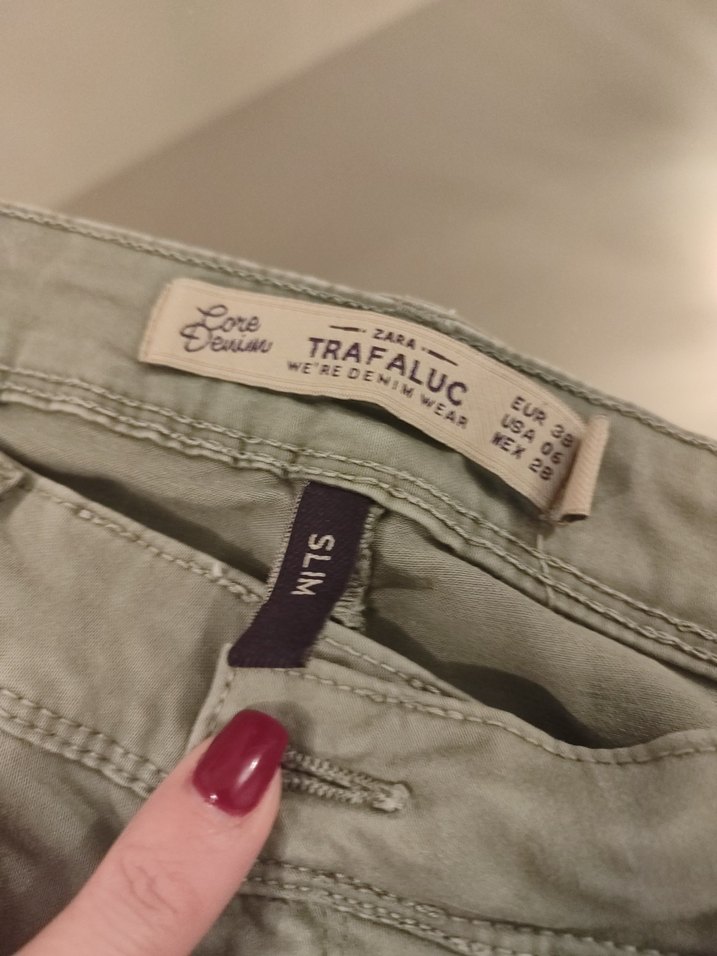 Core
Denim
ZARA
TRAFALUC
WE'RE DENIM WEAR
EUR 38
USA 06
MEX 28
SLIM